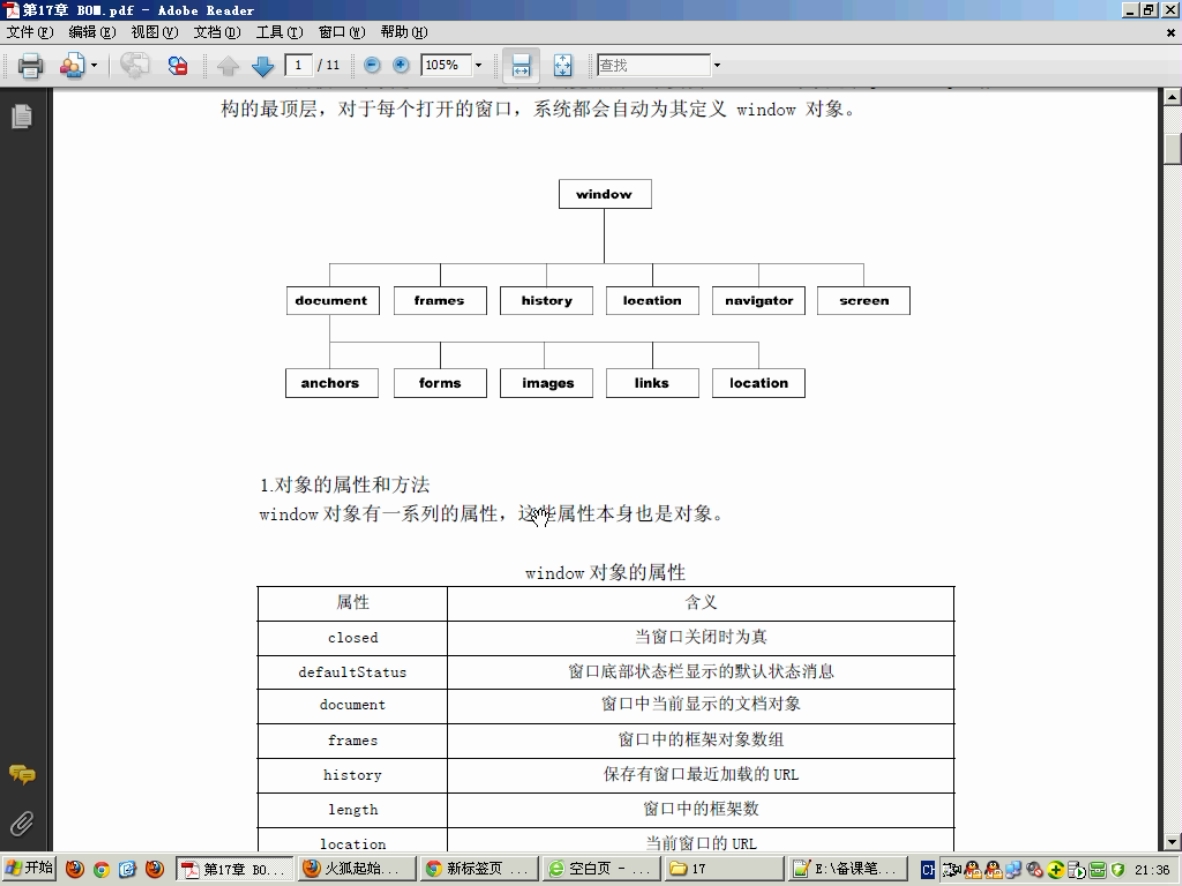 第17章 BOM.pdf - Adobe Reader
文件(F) 编辑(E) 视图(V) 文档(D) 工具(T) 窗口(W) 帮助(H)
1 / 11 105% 查找
构的最顶层，对于每个打开的窗口，系统都会自动为其定义 window 对象。
window
document frames history location navigator screen
anchors forms images links location
1.对象的属性和方法
window 对象有一系列的属性，这些属性本身也是对象。
window 对象的属性
属性 含义
closed 当窗口关闭时为真
defaultStatus 窗口底部状态栏显示的默认状态消息
document 窗口中当前显示的文档对象
frames 窗口中的框架对象数组
history 保存有窗口最近加载的 URL
length 窗口中的框架数
location 当前窗口的 URL
开始 第17章 BO... 火狐起始... 新标签页 ... 空白页 - ... 17 E:\备课笔... CH 21:36